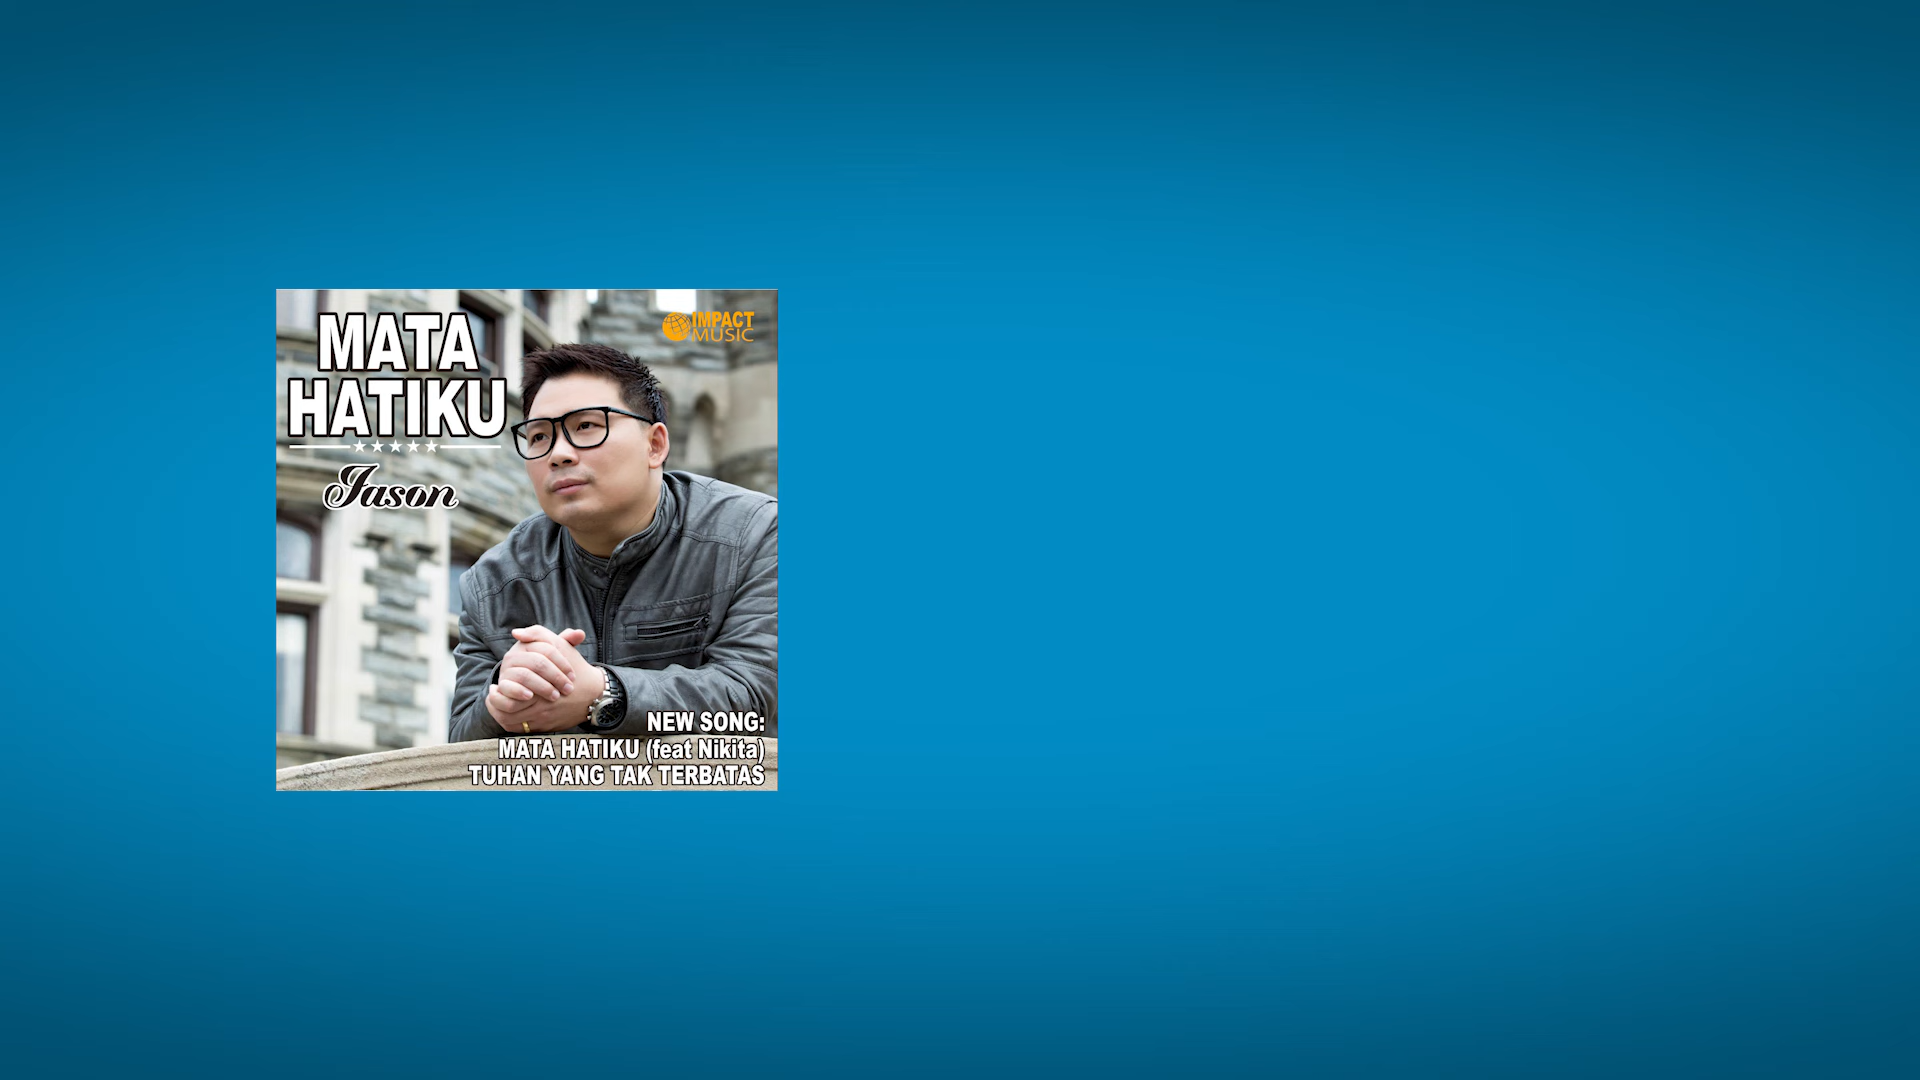 MATA
HATIKU
Jason
IMPACT
MUSIC
NEW SONG:
MATA HATIKU (feat Nikita)
TUHAN YANG TAK TERBATAS